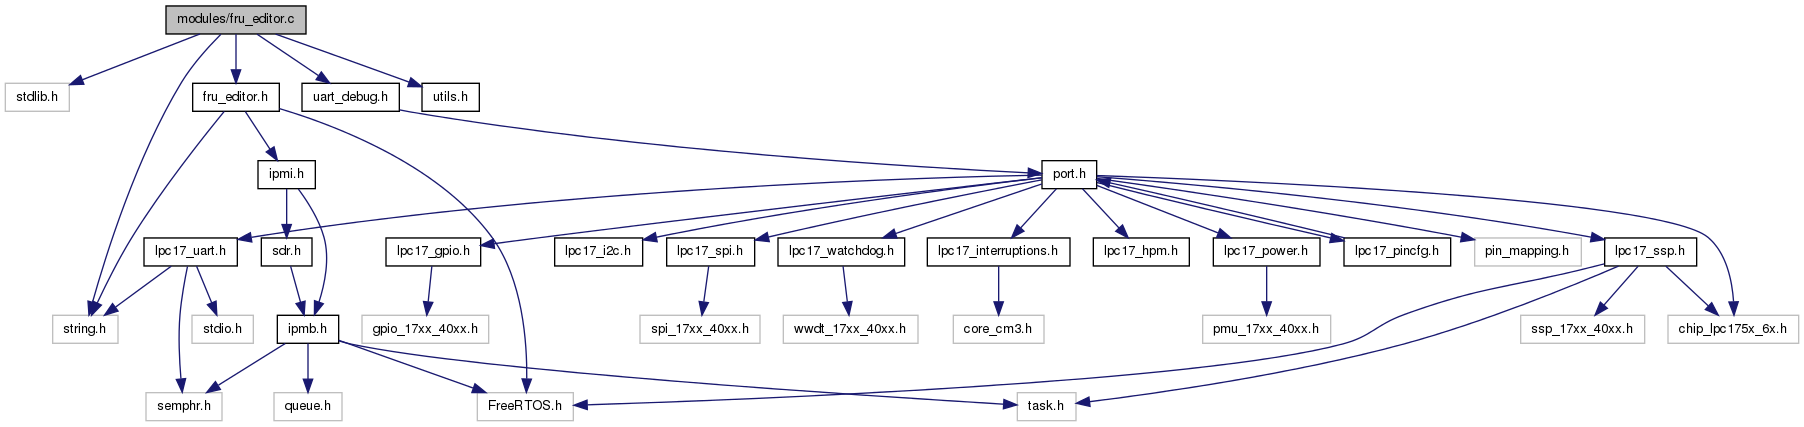 modules/fru_editor.c
stdlib.h
fru_editor.h
uart_debug.h
utils.h
ipmi.h
port.h
lpc17_uart.h
sdr.h
lpc17_gpio.h
lpc17_i2c.h
lpc17_spi.h
lpc17_watchdog.h
lpc17_interruptions.h
lpc17_hpm.h
lpc17_power.h
lpc17_pincfg.h
pin_mapping.h
lpc17_ssp.h
string.h
stdio.h
ipmb.h
gpio_17xx_40xx.h
spi_17xx_40xx.h
wwdt_17xx_40xx.h
core_cm3.h
pmu_17xx_40xx.h
ssp_17xx_40xx.h
chip_lpc175x_6x.h
semphr.h
queue.h
FreeRTOS.h
task.h